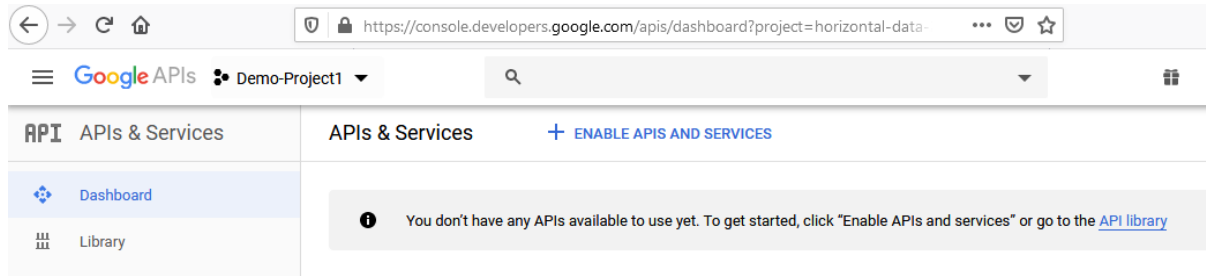 https://console.developers.google.com/apis/dashboard?project=horizontal-data-
Google APIs Demo-Project1
API APIs & Services
APIs & Services + ENABLE APIS AND SERVICES
Dashboard
You don't have any APIs available to use yet. To get started, click “Enable APIs and services” or go to the API library
Library